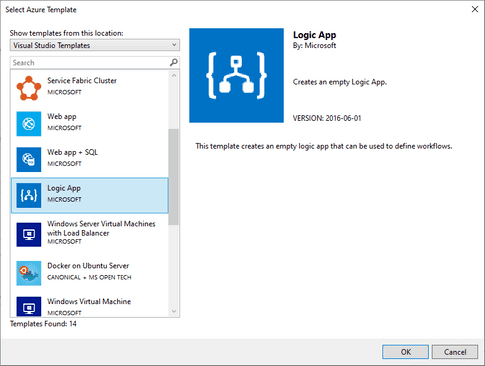 Select Azure Template
Show templates from this location:
Visual Studio Templates
Search
Service Fabric Cluster
MICROSOFT
Web app
MICROSOFT
Web app + SQL
MICROSOFT
Logic App
MICROSOFT
Windows Server Virtual Machines
with Load Balancer
MICROSOFT
Docker on Ubuntu Server
CANONICAL + MS OPEN TECH
Windows Virtual Machine
MICROSOFT
Templates Found: 14
Logic App
By: Microsoft
Creates an empty Logic App.
VERSION: 2016-06-01
This template creates an empty logic app that can be used to define workflows.
OK
Cancel